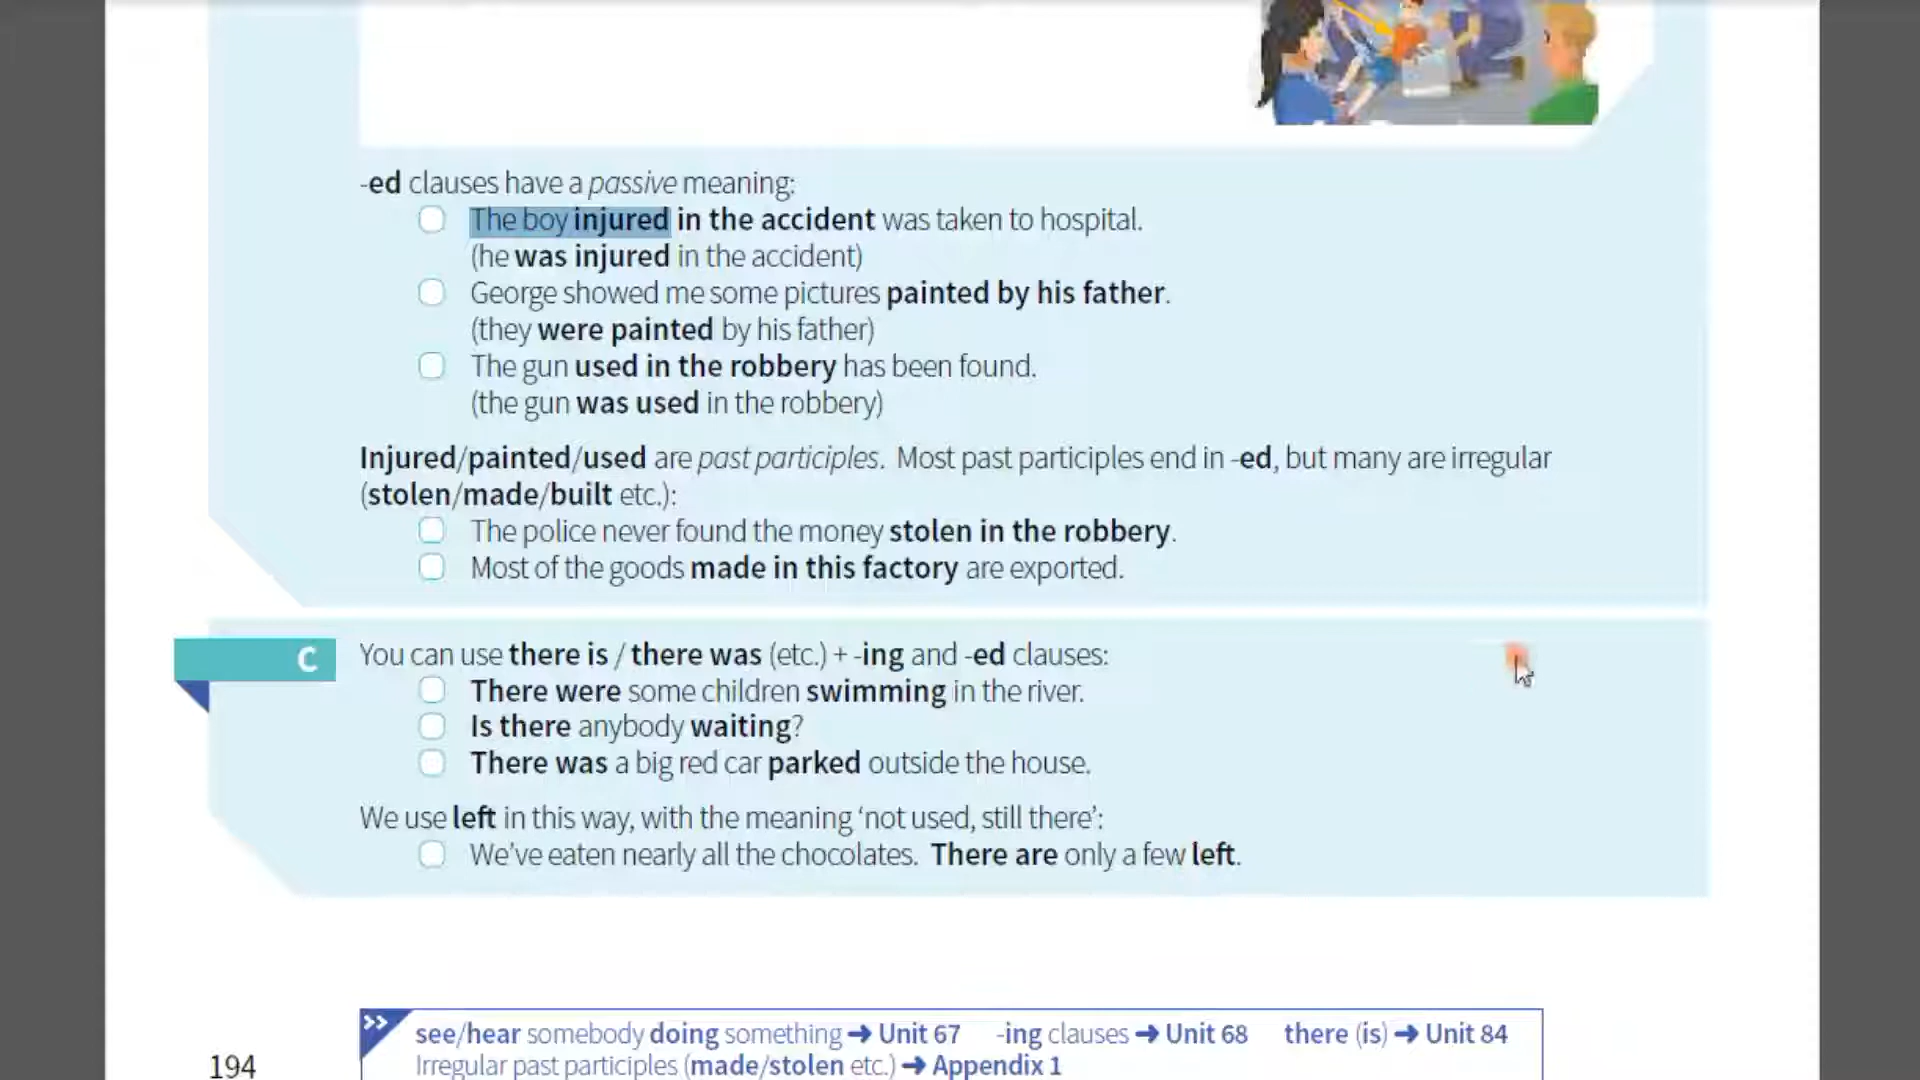 -ed clauses have a passive meaning:
The boy injured in the accident was taken to hospital.
(he was injured in the accident)
George showed me some pictures painted by his father.
(they were painted by his father)
The gun used in the robbery has been found.
(the gun was used in the robbery)
Injured/painted/used are past participles. Most past participles end in -ed, but many are irregular
(stolen/made/built etc.):
The police never found the money stolen in the robbery.
Most of the goods made in this factory are exported.
C
You can use there is / there was (etc.) + -ing and -ed clauses:
There were some children swimming in the river.
Is there anybody waiting?
There was a big red car parked outside the house.
We use left in this way, with the meaning ‘not used, still there’:
We’ve eaten nearly all the chocolates. There are only a few left.
see/hear somebody doing something ➜ Unit 67 -ing clauses ➜ Unit 68 there (is) ➜ Unit 84
Irregular past participles (made/stolen etc.) ➜ Appendix 1
194